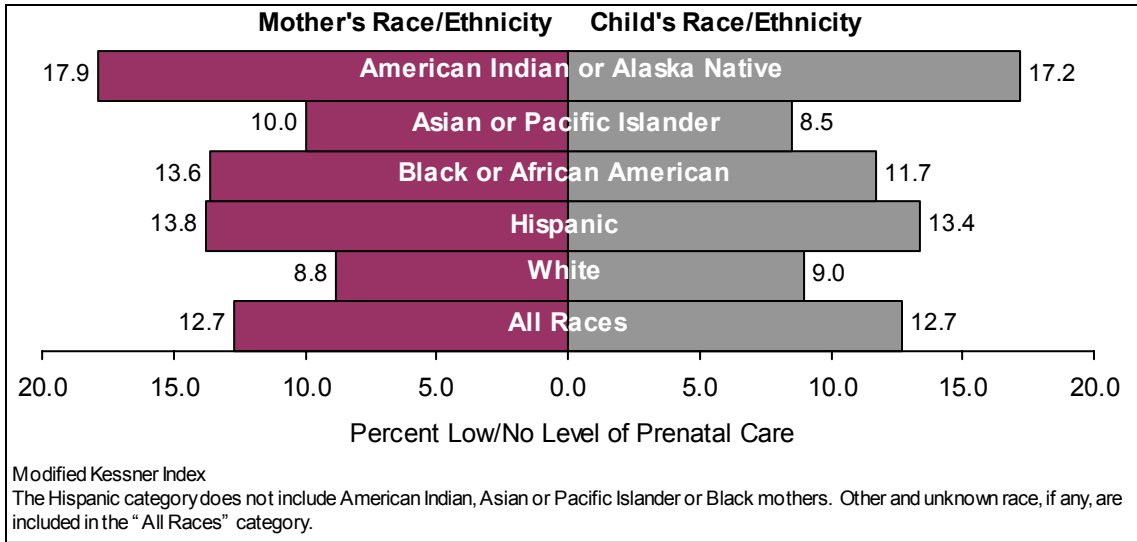 Mother's Race/Ethnicity Child's Race/Ethnicity
17.9 American Indian or Alaska Native 17.2
10.0 Asian or Pacific Islander 8.5
13.6 Black or African American 11.7
13.8 Hispanic 13.4
8.8 White 9.0
12.7 All Races 12.7
20.0 15.0 10.0 5.0 0.0 5.0 10.0 15.0 20.0
Percent Low/No Level of Prenatal Care
Modified Kessner Index
The Hispanic category does not include American Indian, Asian or Pacific Islander or Black mothers. Other and unknown race, if any, are
included in the “All Races” category.